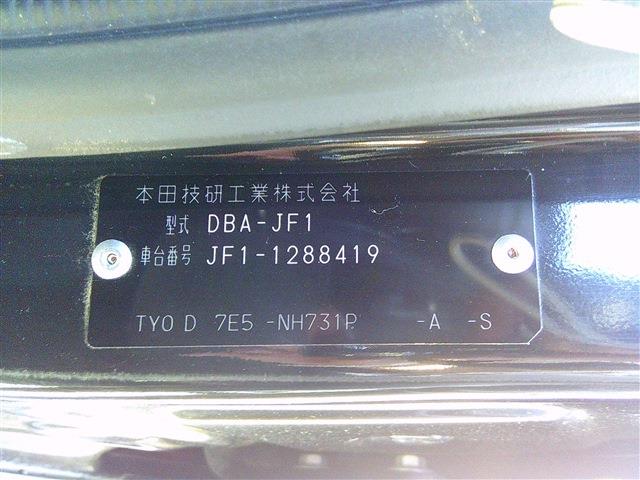 本田技研工業株式会社
型式 DBA-JF1
車台番号 JF1-1288419
TYO D 7E5 -NH731P -A -S